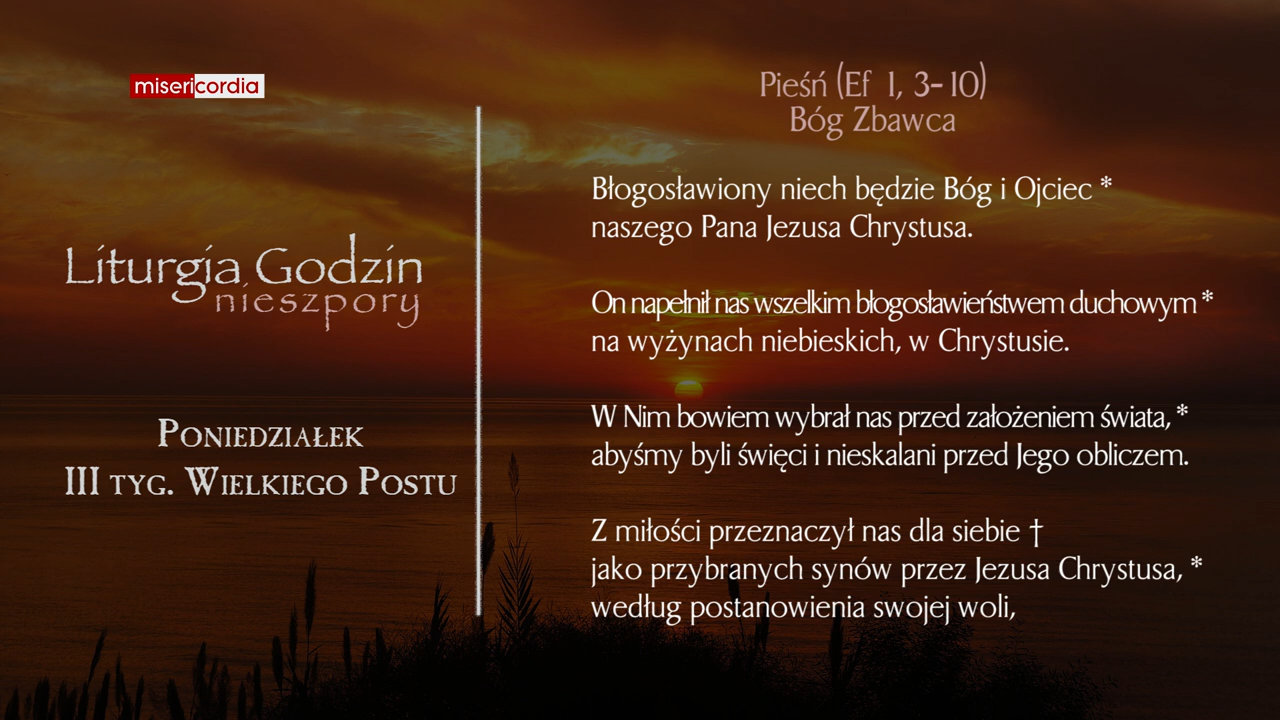 misericordia
Liturgia Godzin
nieszpory
Poniedziałek
III tyg. Wielkiego Postu
Pieśń (Ef 1, 3-10)
Bóg Zbawca
Błogosławiony niech będzie Bóg i Ojciec *
naszego Pana Jezusa Chrystusa.
On napełnił nas wszelkim błogosławieństwem duchowym *
na wyżynach niebieskich, w Chrystusie.
W Nim bowiem wybrał nas przed założeniem świata, *
abyśmy byli święci i nieskalani przed Jego obliczem.
Z miłości przeznaczył nas dla siebie †
jako przybranych synów przez Jezusa Chrystusa, *
według postanowienia swojej woli,